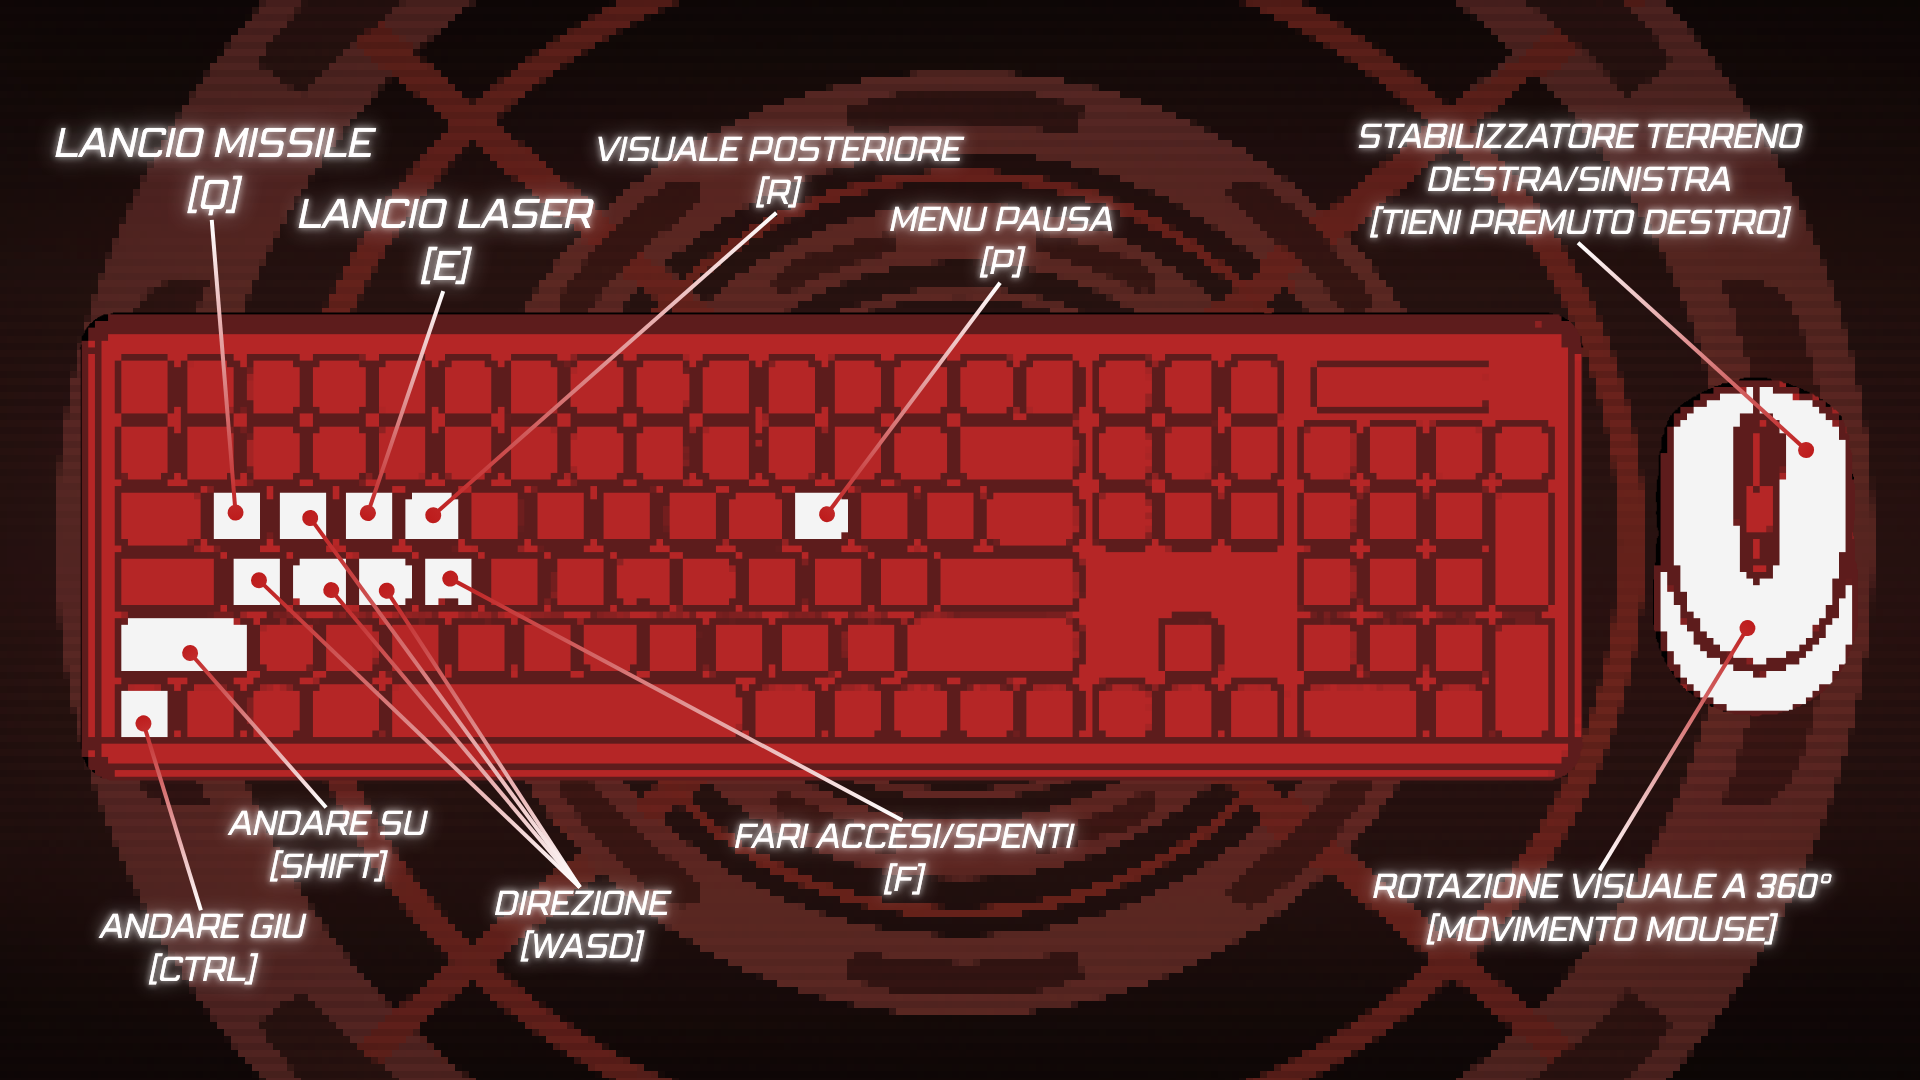 LANCIO MISSILE
[Q]
LANCIO LASER
[E]
VISUALE POSTERIORE
[R]
MENU PAUSA
[P]
STABILIZZATORE TERRENO
DESTRA/SINISTRA
[TIENI PREMUTO DESTRO]
ANDARE SU
[SHIFT]
ANDARE GIU
[CTRL]
DIREZIONE
[WASD]
FARI ACCESI/SPENTI
[F]
ROTAZIONE VISUALE A 360°
[MOVIMENTO MOUSE]